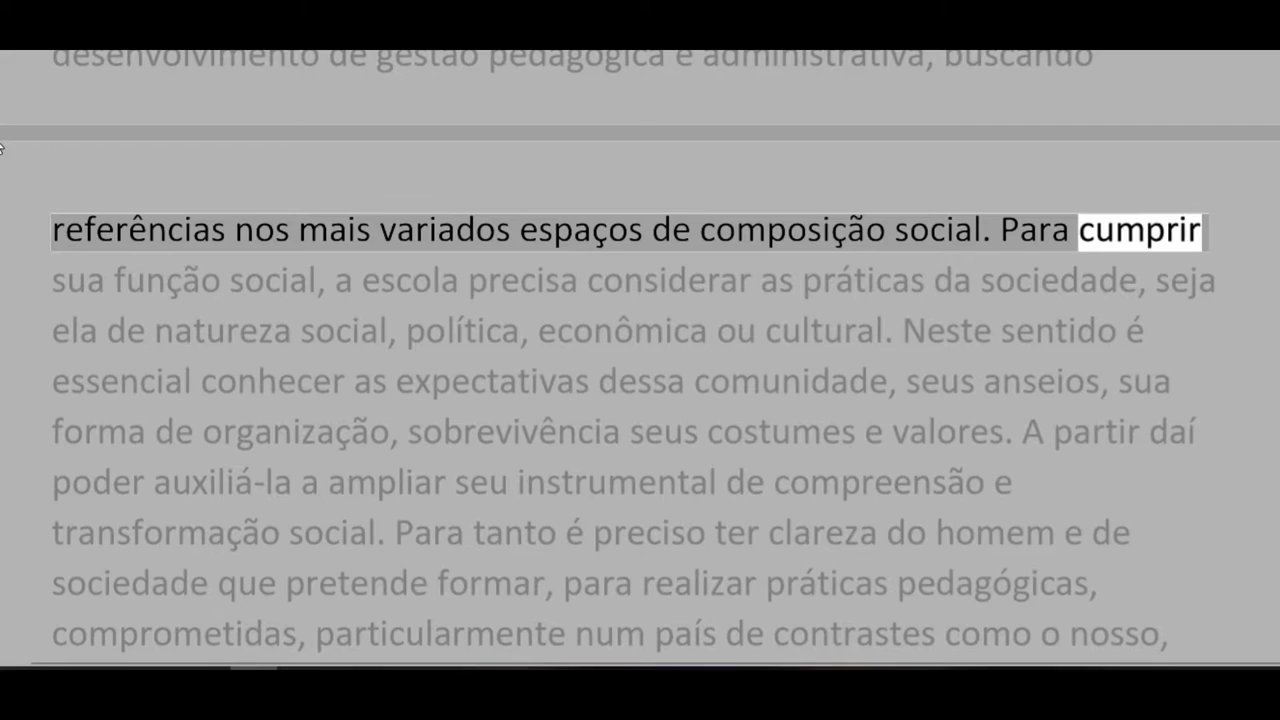 desenvolvimento de gestão pedagógica e administrativa, buscando
referências nos mais variados espaços de composição social. Para cumprir
sua função social, a escola precisa considerar as práticas da sociedade, seja
ela de natureza social, política, econômica ou cultural. Neste sentido é
essencial conhecer as expectativas dessa comunidade, seus anseios, sua
forma de organização, sobrevivência seus costumes e valores. A partir daí
poder auxiliá-la a ampliar seu instrumental de compreensão e
transformação social. Para tanto é preciso ter clareza do homem e de
sociedade que pretende formar, para realizar práticas pedagógicas,
comprometidas, particularmente num país de contrastes como o nosso,